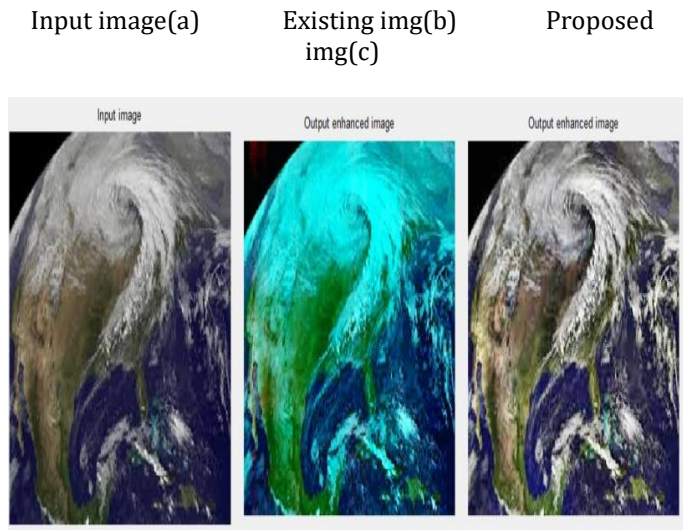 Input image(a) Existing img(b) Proposed
img(c)
Input image
Output enhanced image
Output enhanced image